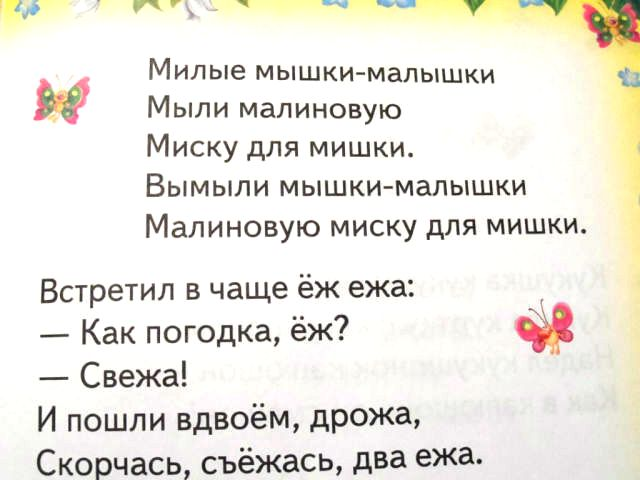 Милые мышки-малышки
Мыли малиновую
Миску для мишки.
Вымыли мышки-малышки
Малиновую миску для мишки.
Встретил в чаще ёж ежа:
— Как погодка, ёж?
— Свежа!
И пошли вдвоём, дрожа,
Скорчась, съёжась, два ежа.